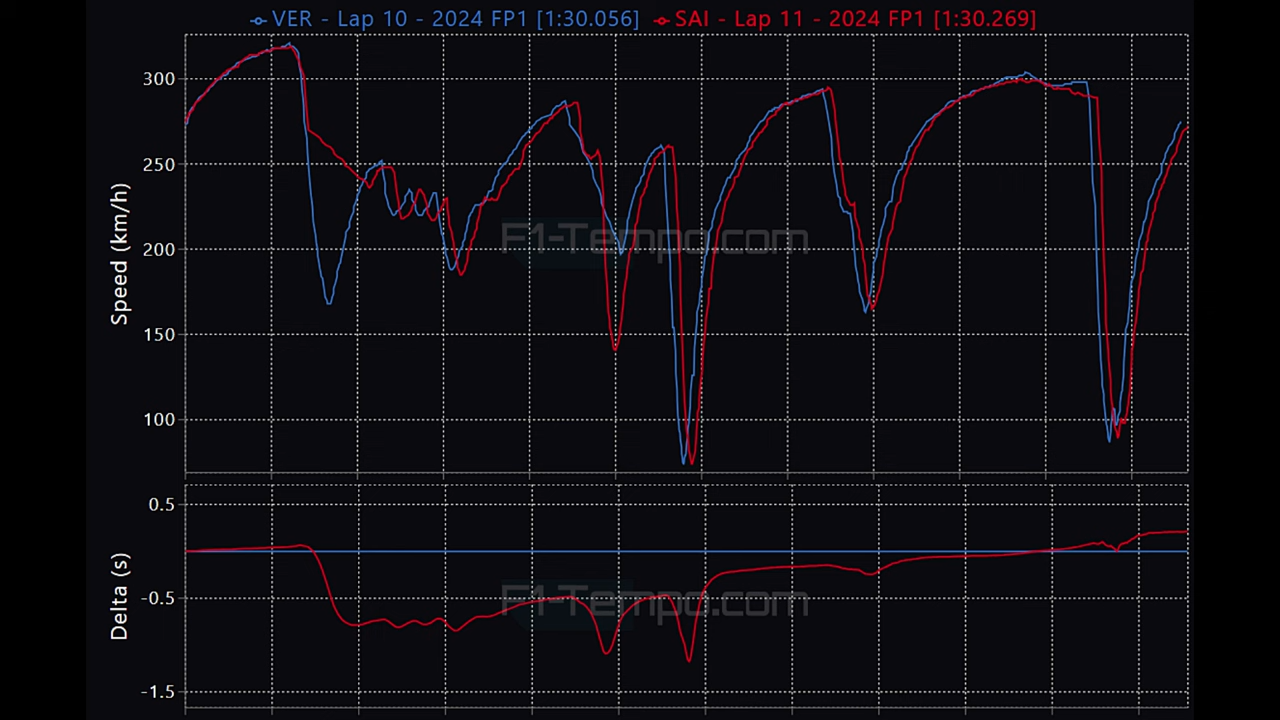 VER - Lap 10 - 2024 FP1 [1:30.056] SAI - Lap 11 - 2024 FP1 [1:30.269]
300
250
200
150
100
Speed (km/h)
F1-Tempo.com
0.5
-0.5
-1.5
Delta (s)
F1-Tempo.com